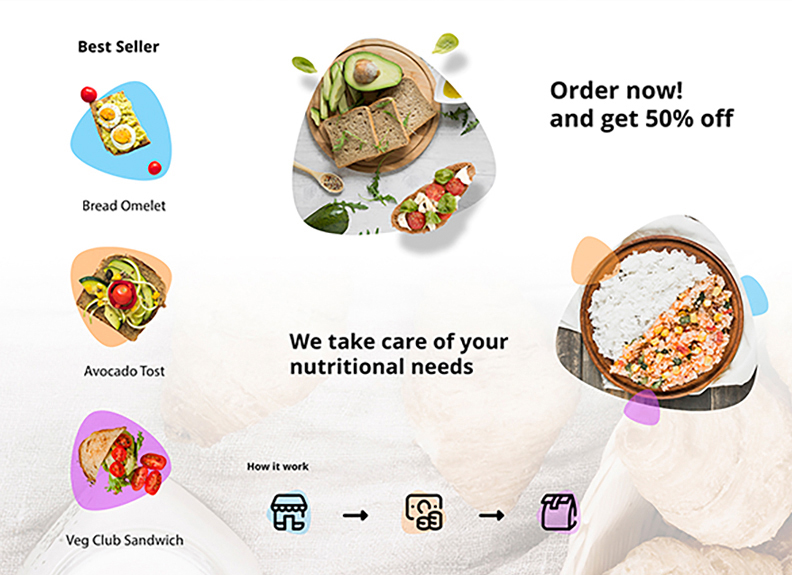 Best Seller
Bread Omelet
Avocado Tost
Veg Club Sandwich
Order now!
and get 50% off
We take care of your
nutritional needs
How it work